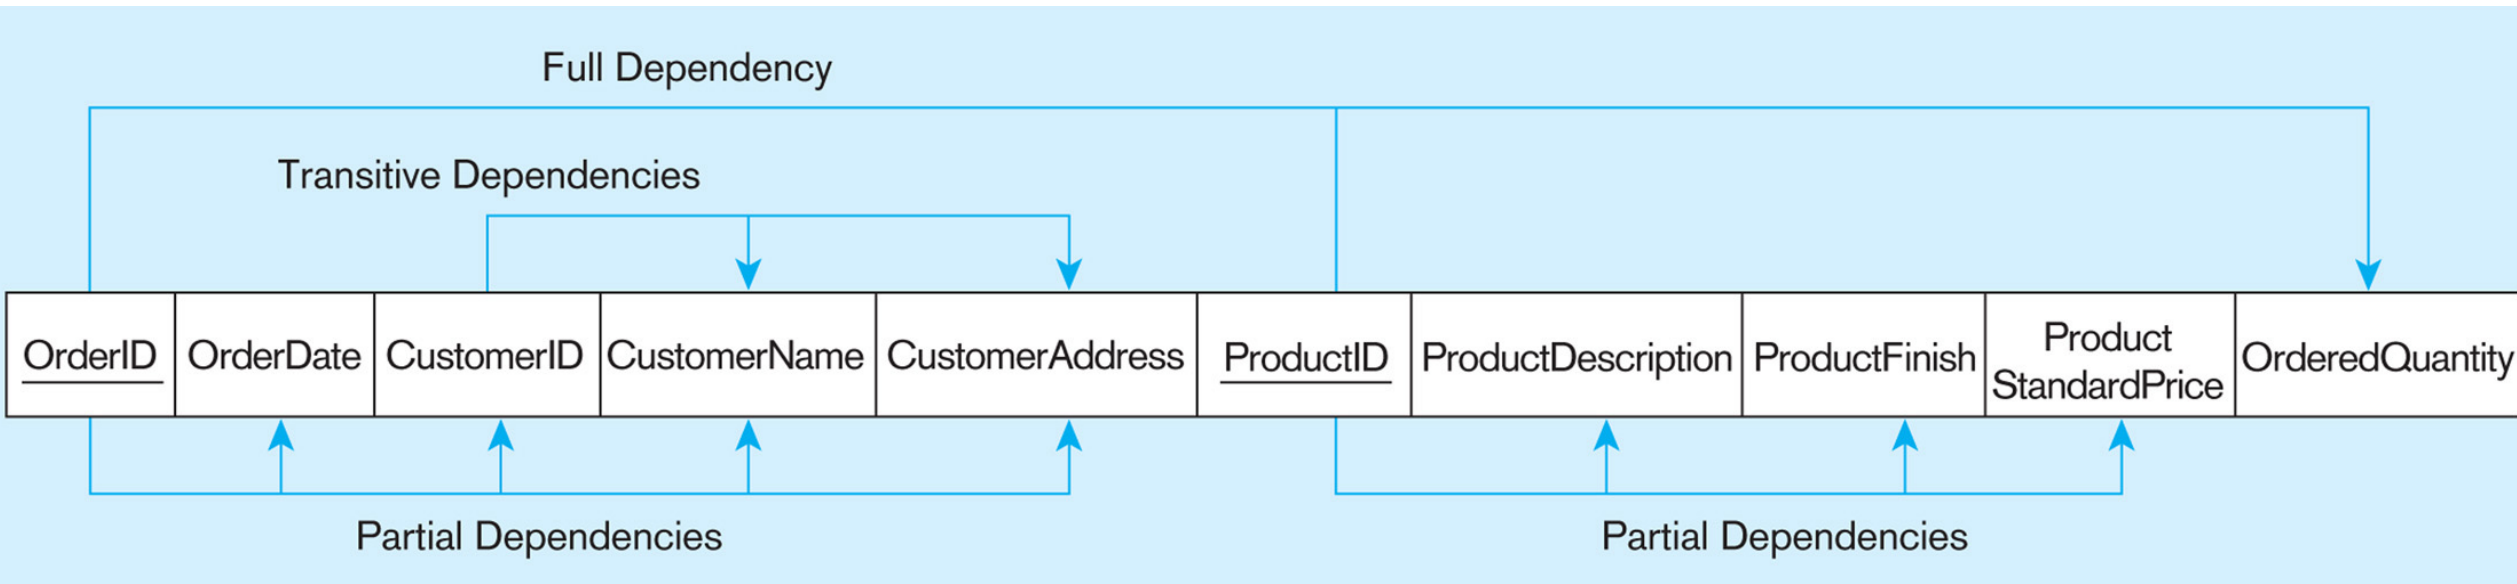 Full Dependency
Transitive Dependencies
OrderID OrderDate CustomerID CustomerName CustomerAddress ProductID ProductDescription ProductFinish Product StandardPrice OrderedQuantity
Partial Dependencies Partial Dependencies